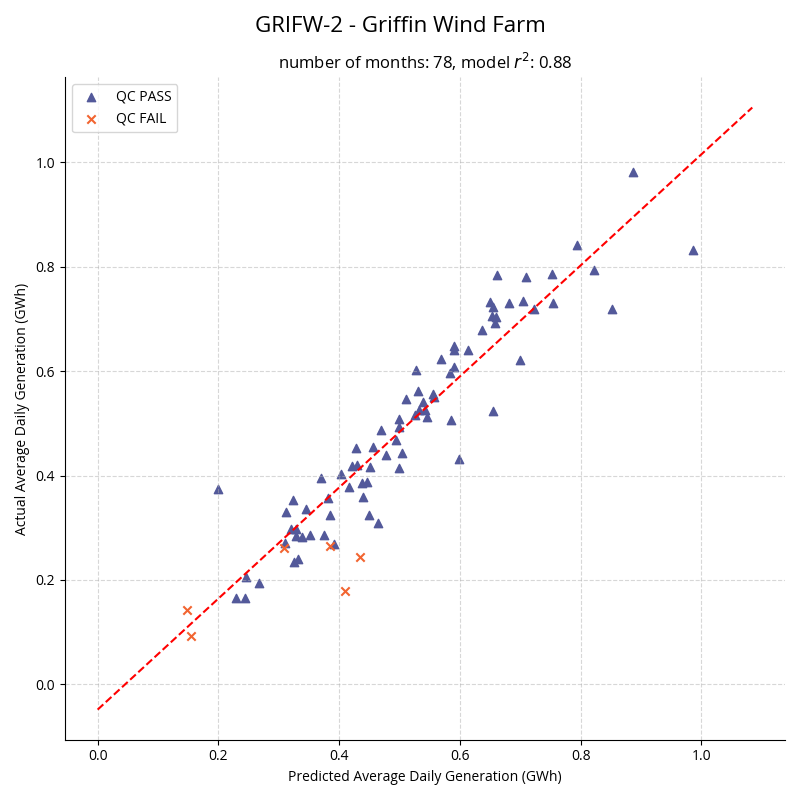 GRIFW-2 - Griffin Wind Farm
number of months: 78, model r²: 0.88
QC PASS
QC FAIL
1.0
0.8
0.6
0.4
0.2
0.0
Actual Average Daily Generation (GWh)
0.0 0.2 0.4 0.6 0.8 1.0
Predicted Average Daily Generation (GWh)